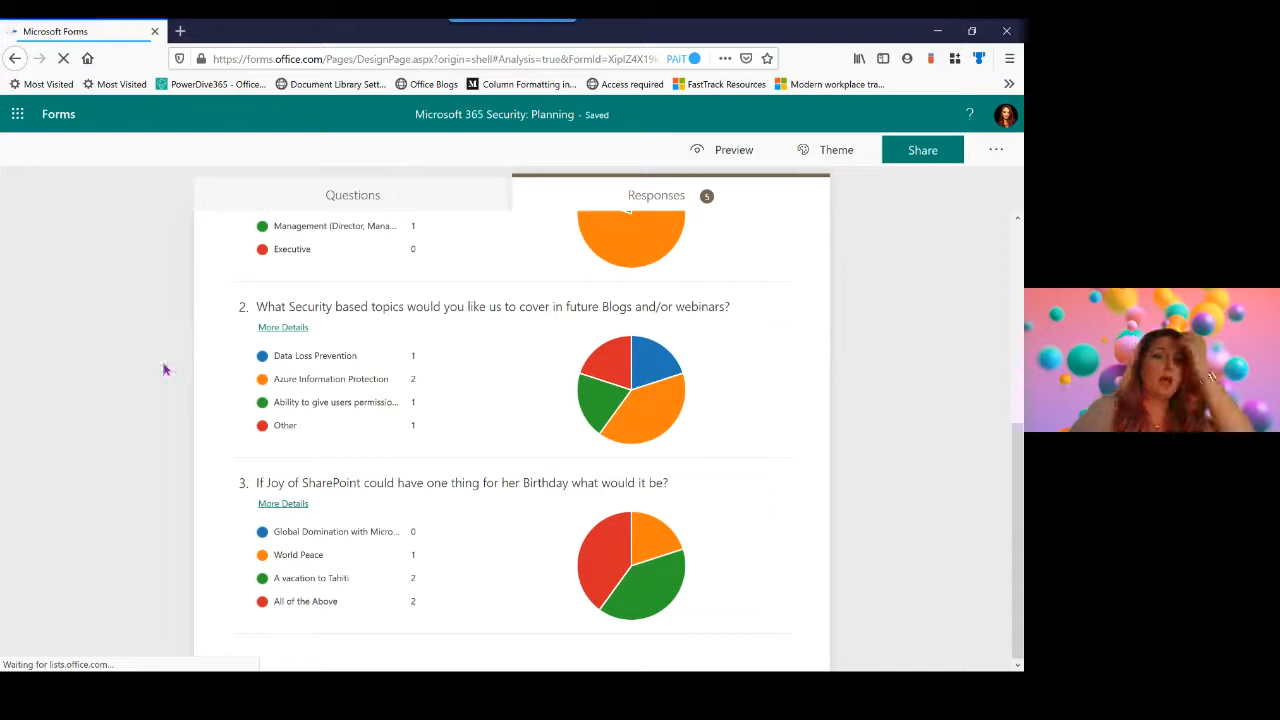 Microsoft Forms
https://forms.office.com/Pages/DesignPage.aspx?origin=shell#Analysis=true&FormId=XipIZ4X19k PAIT
Most Visited Most Visited PowerDive365 - Office... Document Library Sett... Office Blogs Column Formatting in... Access required FastTrack Resources Modern workplace tra...
Forms Microsoft 365 Security: Planning - Saved ?
Preview Theme Share ...
Questions Responses 5
Management (Director, Mana... 1
Executive 0
2. What Security based topics would you like us to cover in future Blogs and/or webinars?
More Details
Data Loss Prevention 1
Azure Information Protection 2
Ability to give users permissio... 1
Other 1
3. If Joy of SharePoint could have one thing for her Birthday what would it be?
More Details
Global Domination with Micro... 0
World Peace 1
A vacation to Tahiti 2
All of the Above 2
Waiting for lists.office.com...